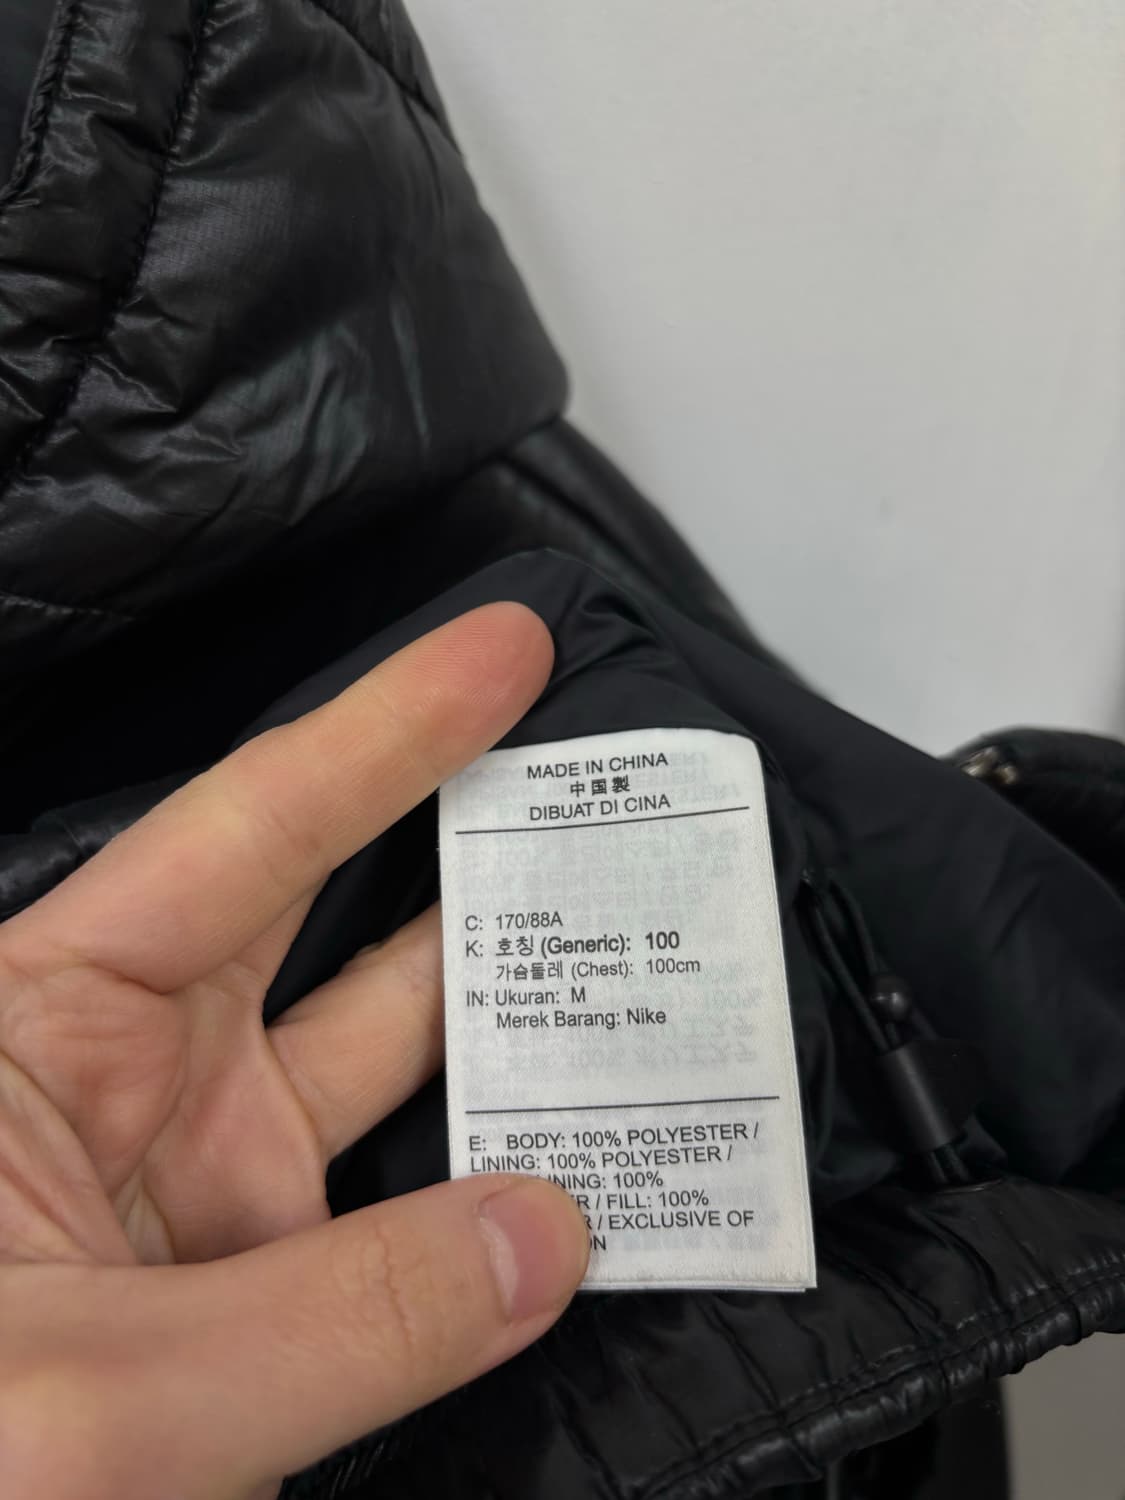 MADE IN CHINA
中国製
DIBUAT DI CINA
C: 170/88A
K: 호칭 (Generic): 100
가슴둘레 (Chest): 100cm
IN: Ukuran: M
Merek Barang: Nike
E: BODY: 100% POLYESTER /
LINING: 100% POLYESTER /
100%
/ FILL: 100%
/ EXCLUSIVE OF